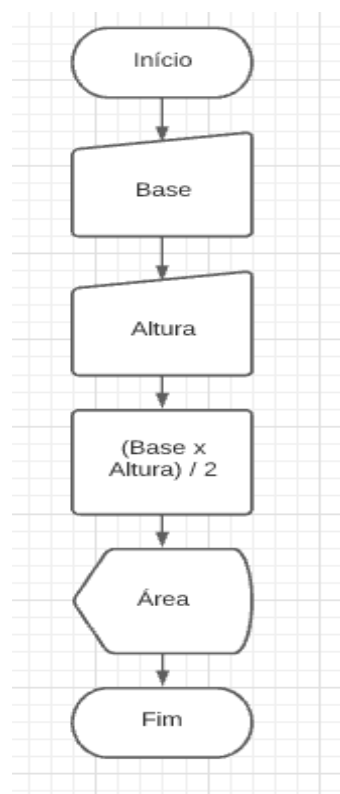 Início
Base
Altura
(Base x
Altura) / 2
Área
Fim